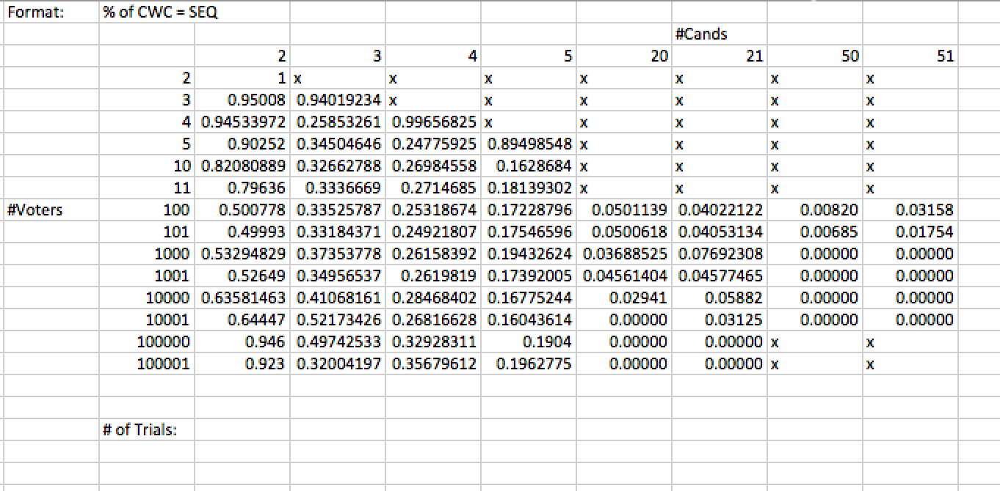 Format: % of CWC = SEQ
#Cands
2 3 4 5 20 21 50 51
2 1 x x x x x x x
3 0.95008 0.94019234 x x x x x x
4 0.94533972 0.25853261 0.99656825 x x x x x
5 0.90252 0.34504646 0.24775925 0.89498548 x x x x
10 0.82080889 0.32662788 0.26984558 0.1628684 x x x x
11 0.79636 0.3336669 0.2714685 0.18139302 x x x x
#Voters 100 0.500778 0.33525787 0.25318674 0.17228796 0.0501139 0.04022122 0.00820 0.03158
101 0.49993 0.33184371 0.24921807 0.17546596 0.0500618 0.04053134 0.00685 0.01754
1000 0.53294829 0.37353778 0.26158392 0.19432624 0.03688525 0.07692308 0.00000 0.00000
1001 0.52649 0.34956537 0.2619819 0.17392005 0.04561404 0.04577465 0.00000 0.00000
10000 0.63581463 0.41068161 0.28468402 0.16775244 0.02941 0.05882 0.00000 0.00000
10001 0.64447 0.52173426 0.26816628 0.16043614 0.00000 0.03125 0.00000 0.00000
100000 0.946 0.49742533 0.32928311 0.1904 0.00000 0.00000 x x
100001 0.923 0.32004197 0.35679612 0.1962775 0.00000 0.00000 x x
# of Trials: